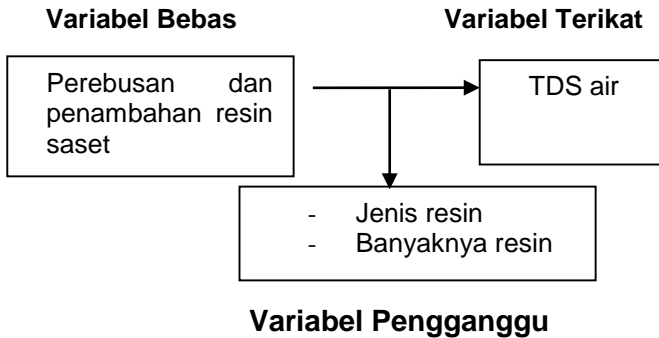 Variabel Bebas
Variabel Terikat
Perebusan dan
penambahan resin
saset
TDS air
- Jenis resin
- Banyaknya resin
Variabel Pengganggu